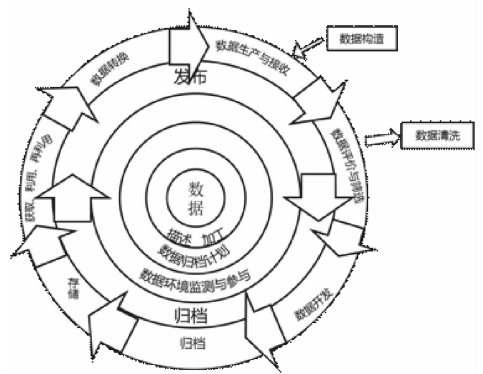 数据构造
数据生产与接收
数据转换
发布
数据清洗
数据评价与筛选
获取、利用、再利用
数
据
描述 加工
数据归档计划
数据环境监测与参与
存储
数据开发
归档
归档